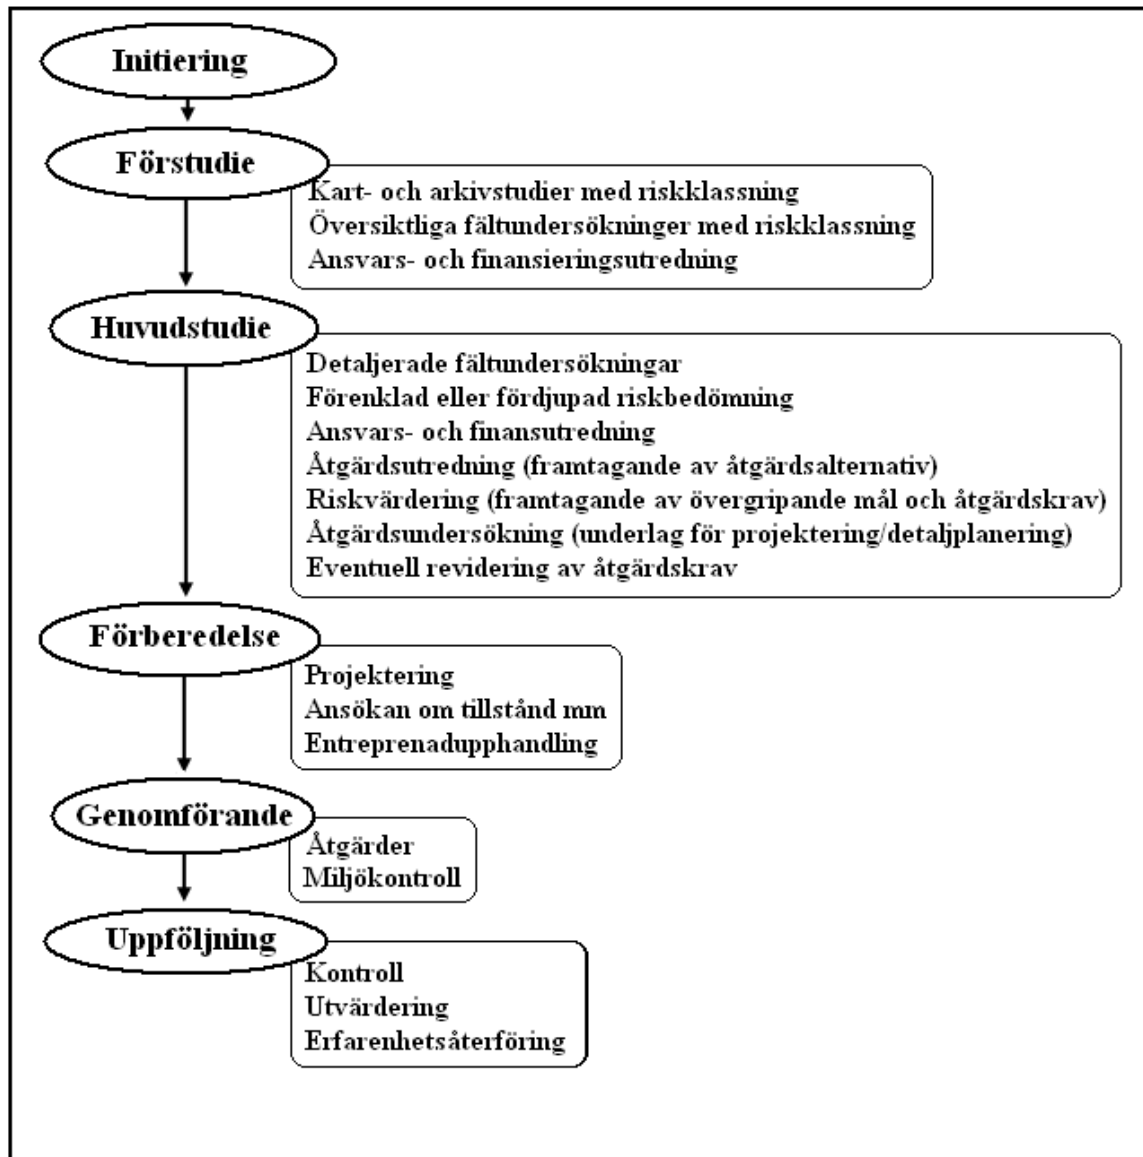 Initiering
Förstudie
Kart- och arkivstudier med riskklassning
Översiktliga fältundersökninger med riskklassning
Ansvars- och finansieringsutredning
Huvudstudie
Detaljerade fältundersökningar
Förenklad eller fördjupad riskbedömning
Ansvars- och finansutredning
Åtgärdsutredning (framtagande av åtgärdsalternativ)
Riskvärdering (framtagande av övergripande mål och åtgärdskrav)
Åtgärdsundersökning (underlag för projektering/detaljplanering)
Eventuell revidering av åtgärdskrav
Förberedelse
Projektering
Ansökan om tillstånd mm
Entreprenadupphandling
Genomförande
Åtgärder
Miljökontroll
Uppföljning
Kontroll
Utvärdering
Erfarenhetsåterföring